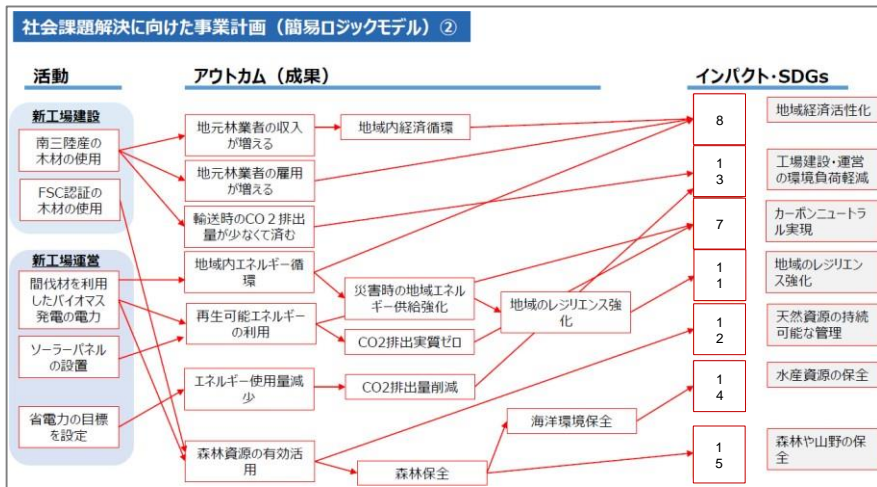 社会課題解決に向けた事業計画（簡易ロジックモデル）②
活動
アウトカム（成果）
インパクト・SDGs
新工場建設
南三陸産の
木材の使用
FSC認証の
木材の使用
新工場運営
間伐材を利用
したバイオマス
発電の電力
ソーラーパネル
の設置
省電力の目標
を設定
地元林業者の収入
が増える
地元林業者の雇用
が増える
輸送時のCO２排出
量が少なくて済む
地域内エネルギー循
環
再生可能エネルギー
の利用
エネルギー使用量減
少
森林資源の有効活
用
地域内経済循環
災害時の地域エネル
ギー供給強化
CO2排出実質ゼロ
CO2排出量削減
森林保全
地域のレジリエンス強
化
海洋環境保全
8
1
3
7
1
1
1
2
1
4
1
5
地域経済活性化
工場建設・運営
の環境負荷軽減
カーボンニュートラ
ル実現
地域のレジリエン
ス強化
天然資源の持続
可能な管理
水産資源の保全
森林や山野の保
全